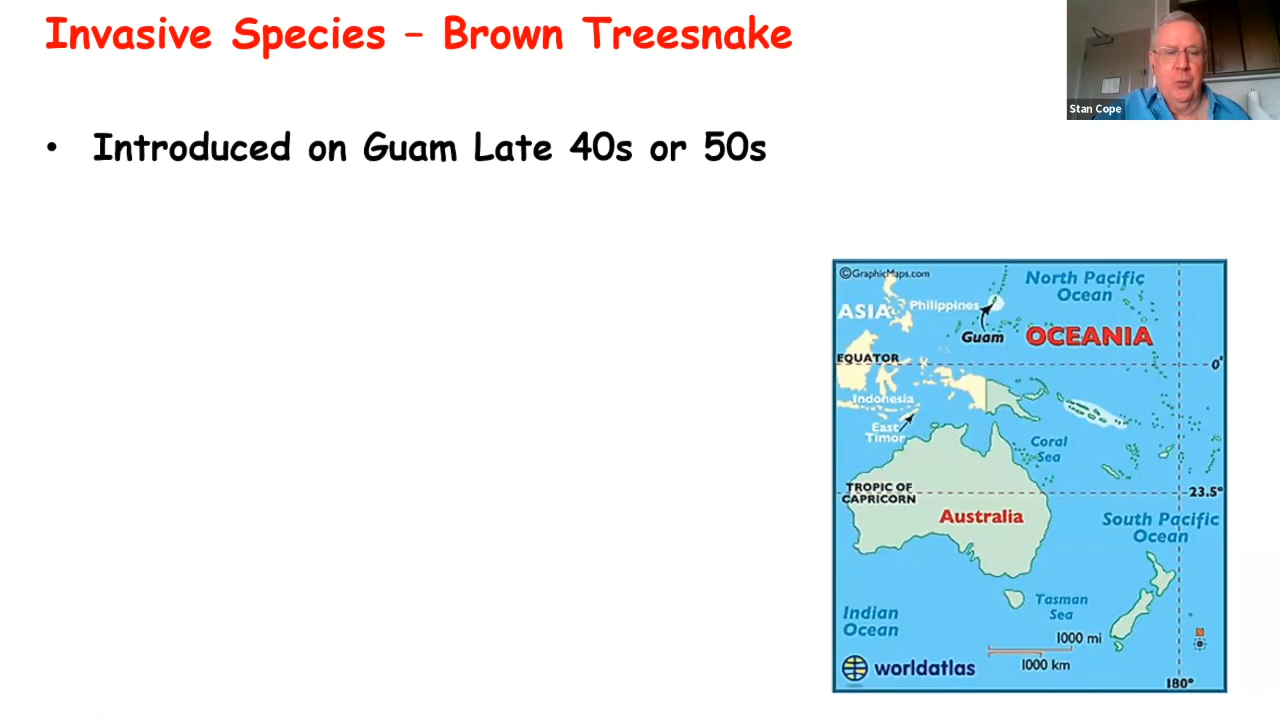 Invasive Species – Brown Treesnake
Stan Cope
• Introduced on Guam Late 40s or 50s
©GraphicMaps.com
North Pacific
Ocean
ASIA
Philippines
Guam
OCEANIA
EQUATOR
0°
Indonesia
East
Timor
Coral
Sea
TROPIC OF
CAPRICORN
23.5°
Australia
South Pacific
Ocean
Tasman
Sea
Indian
Ocean
1000 mi
1000 km
worldatlas
180°